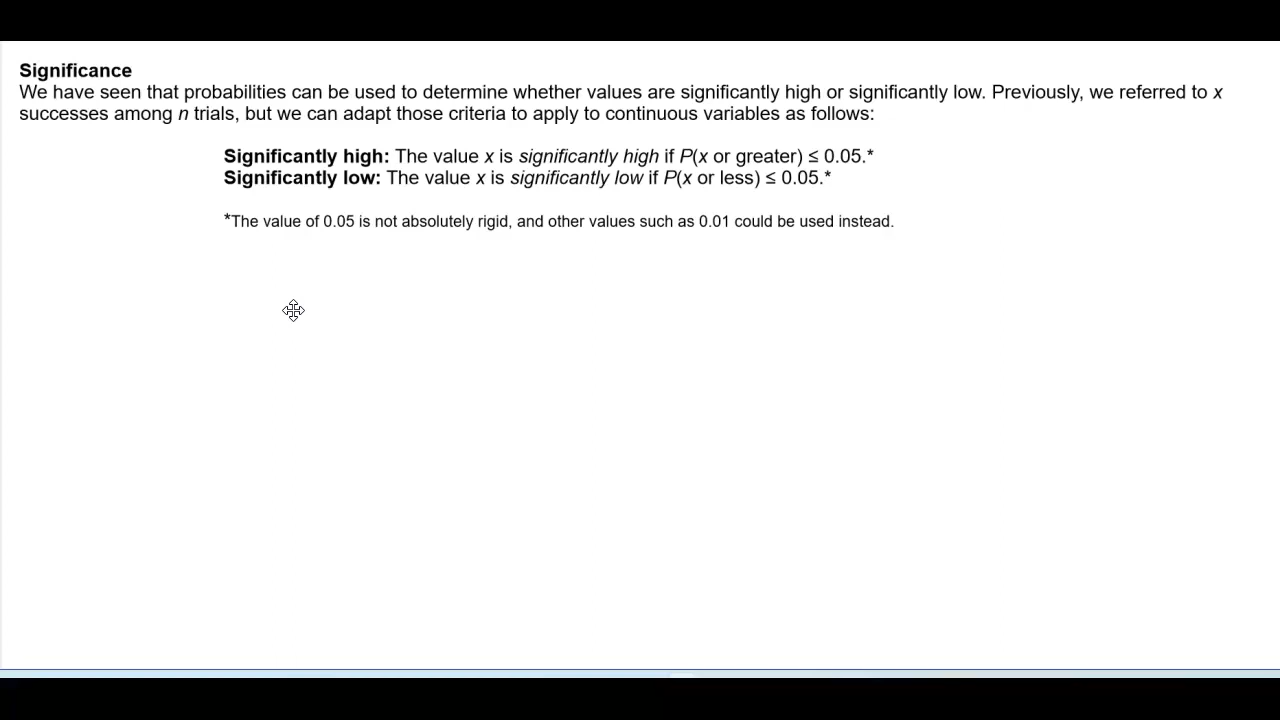 Significance
We have seen that probabilities can be used to determine whether values are significantly high or significantly low. Previously, we referred to x
successes among n trials, but we can adapt those criteria to apply to continuous variables as follows:
Significantly high: The value x is significantly high if P(x or greater) ≤ 0.05.*
Significantly low: The value x is significantly low if P(x or less) ≤ 0.05.*
*The value of 0.05 is not absolutely rigid, and other values such as 0.01 could be used instead.